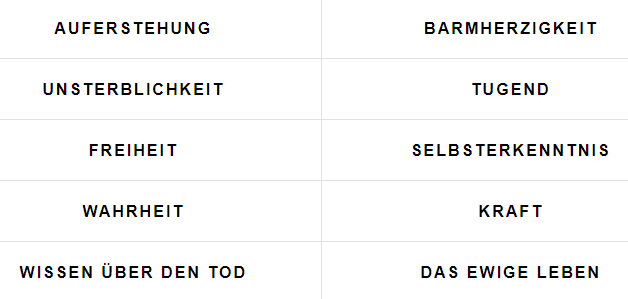 AUFERSTEHUNG
BARMHERZIGKEIT
UNSTERBLICHKEIT
TUGEND
FREIHEIT
SELBSTERKENNTNIS
WAHRHEIT
KRAFT
WISSEN ÜBER DEN TOD
DAS EWIGE LEBEN